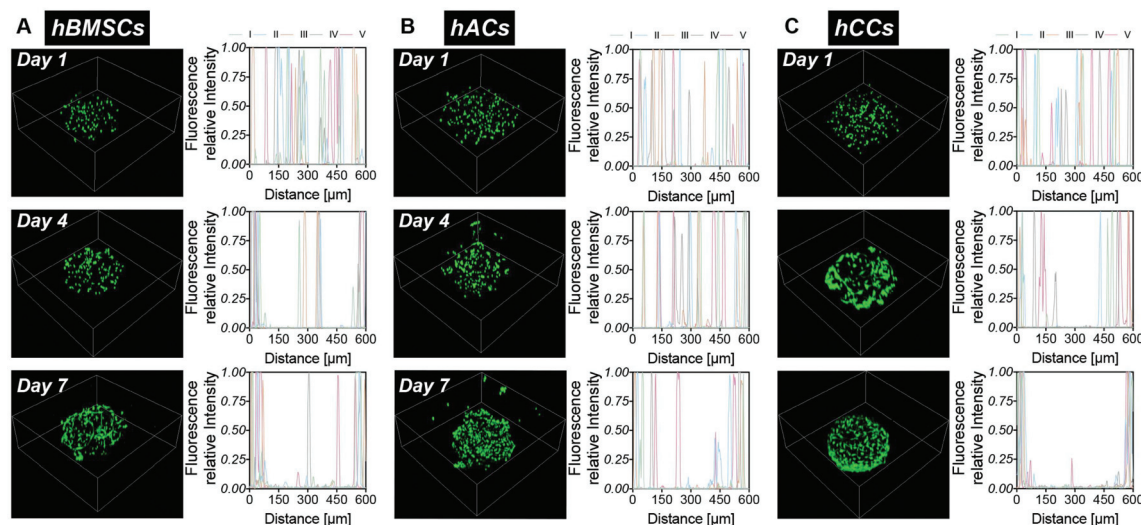 A hBMSCs
B hACs
C hCCs
I II III IV V
I II III IV V
I II III IV V
Day 1
Fluorescence
relative Intensity
1.00
0.75
0.50
0.25
0.00
0 150 300 450 600
Distance [µm]
Day 1
Fluorescence
relative Intensity
1.00
0.75
0.50
0.25
0.00
0 150 300 450 600
Distance [µm]
Day 1
Fluorescence
relative Intensity
1.00
0.75
0.50
0.25
0.00
0 150 300 450 600
Distance [µm]
Day 4
Fluorescence
relative Intensity
1.00
0.75
0.50
0.25
0.00
0 150 300 450 600
Distance [µm]
Day 4
Fluorescence
relative Intensity
1.00
0.75
0.50
0.25
0.00
0 150 300 450 600
Distance [µm]
Fluorescence
relative Intensity
1.00
0.75
0.50
0.25
0.00
0 150 300 450 600
Distance [µm]
Day 7
Fluorescence
relative Intensity
1.00
0.75
0.50
0.25
0.00
0 150 300 450 600
Distance [µm]
Day 7
Fluorescence
relative Intensity
1.00
0.75
0.50
0.25
0.00
0 150 300 450 600
Distance [µm]
Fluorescence
relative Intensity
1.00
0.75
0.50
0.25
0.00
0 150 300 450 600
Distance [µm]